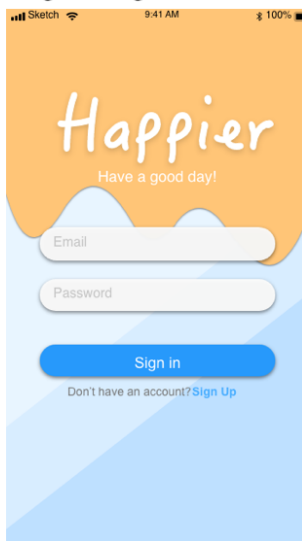 Sketch 9:41 AM 100%
Happier
Have a good day!
Email
Password
Sign in
Don't have an account? Sign Up